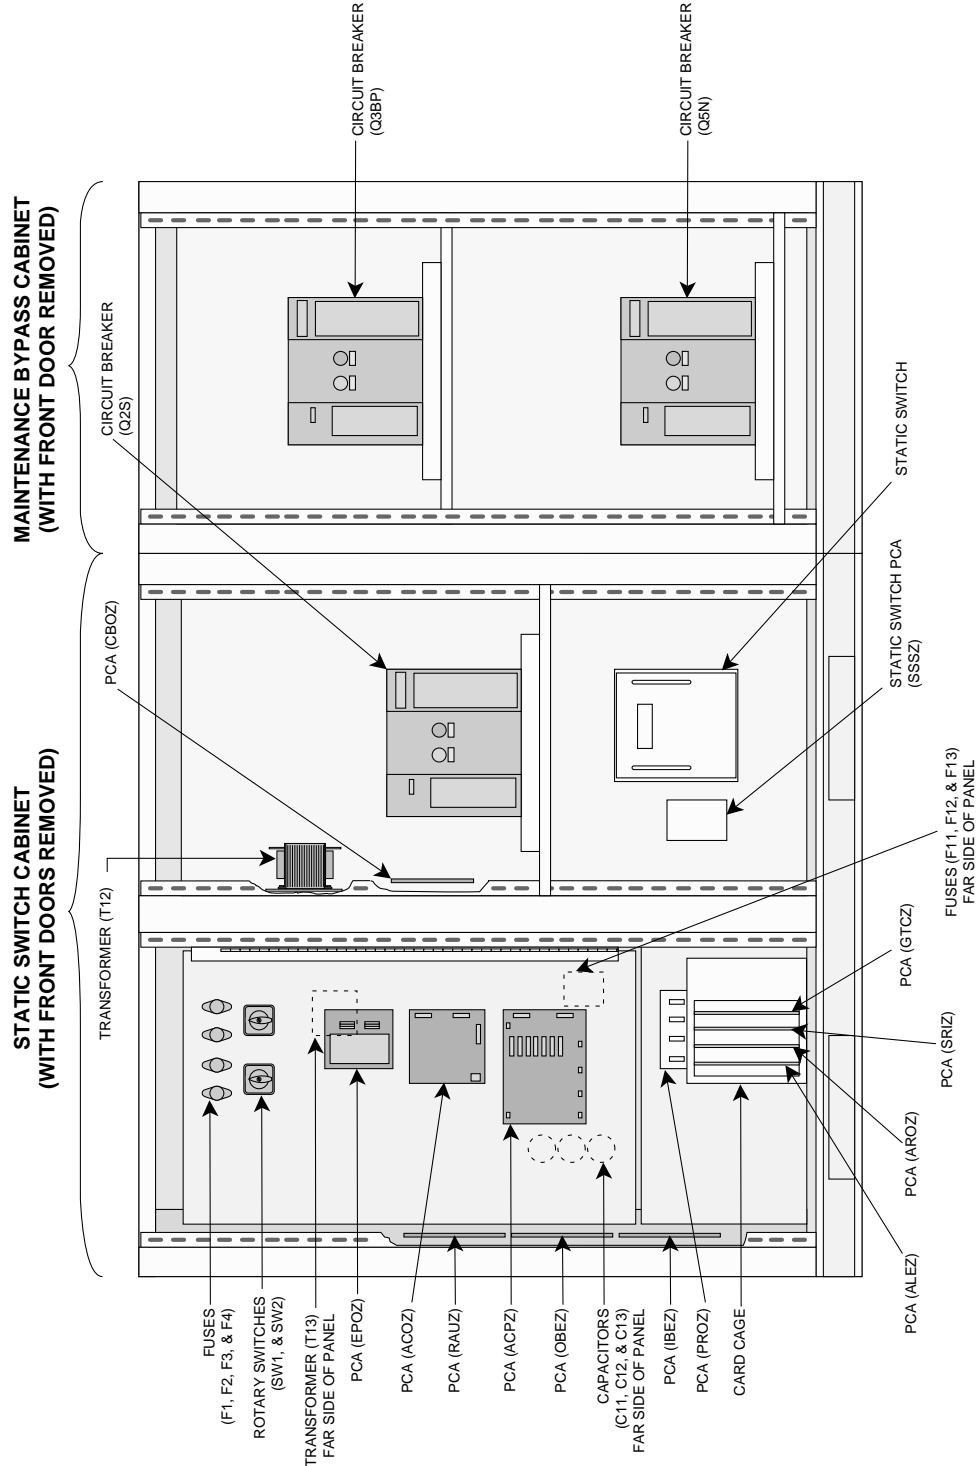 STATIC SWITCH CABINET
(WITH FRONT DOORS REMOVED)
MAINTENANCE BYPASS CABINET
(WITH FRONT DOOR REMOVED)
TRANSFORMER (T12)
PCA (CBOZ)
CIRCUIT BREAKER
(Q2S)
CIRCUIT BREAKER
(Q3BP)
CIRCUIT BREAKER
(Q5N)
FUSES
(F1, F2, F3, & F4)
ROTARY SWITCHES
(SW1, & SW2)
TRANSFORMER (T13)
FAR SIDE OF PANEL
PCA (EPOZ)
PCA (ACOZ)
PCA (RAUZ)
PCA (ACPZ)
PCA (OBEZ)
CAPACITORS
(C11, C12, & C13)
FAR SIDE OF PANEL
PCA (IBEZ)
PCA (PROZ)
CARD CAGE
PCA (ALEZ)
PCA (AROZ)
PCA (SRIZ)
PCA (GTCZ)
FUSES (F11, F12, & F13)
FAR SIDE OF PANEL
STATIC SWITCH PCA
(SSSZ)
STATIC SWITCH